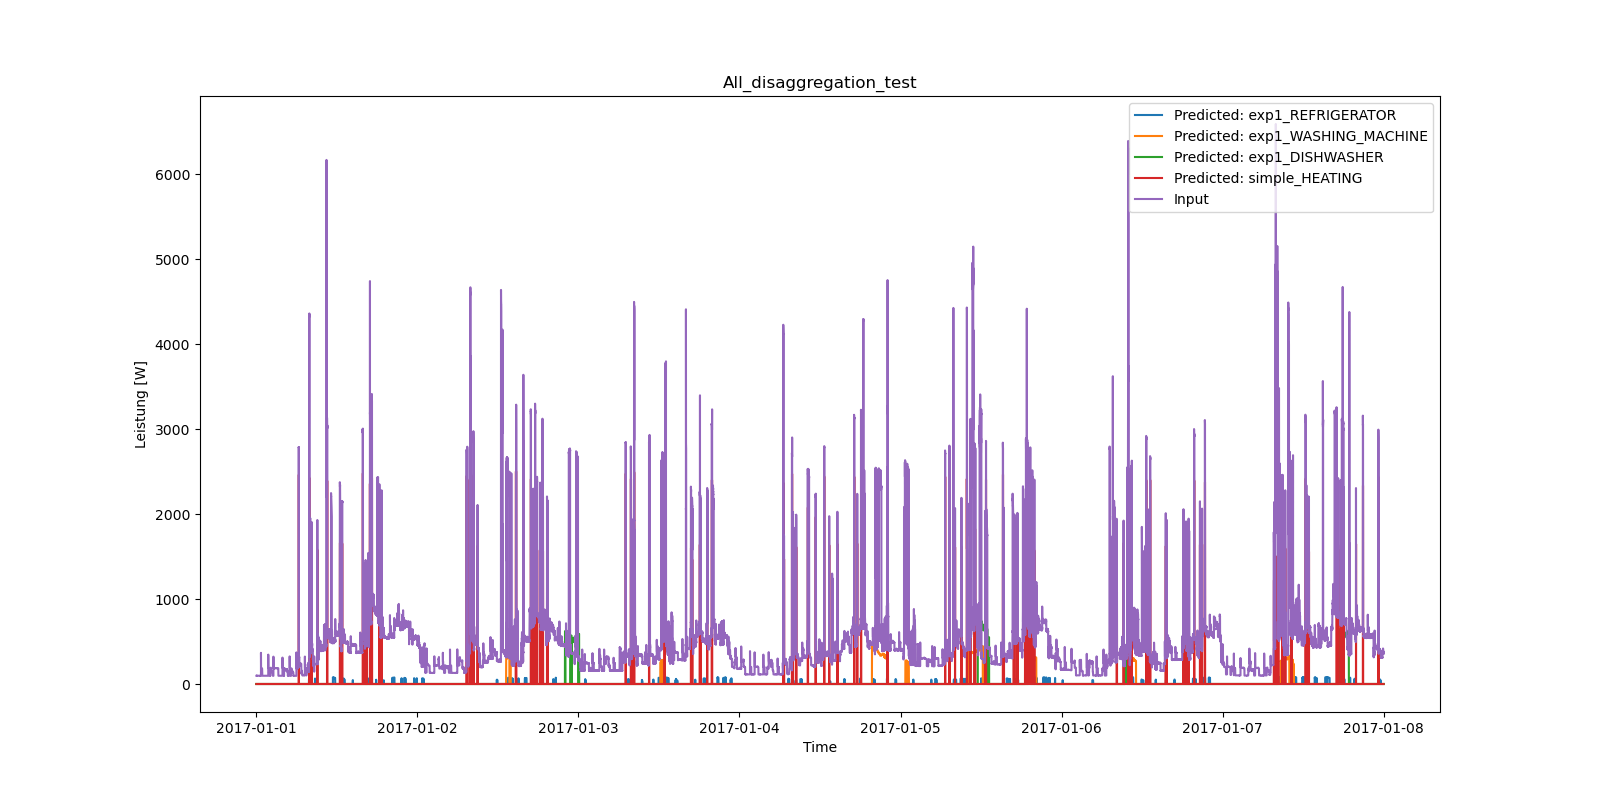 All_disaggregation_test
Predicted: exp1_REFRIGERATOR
Predicted: exp1_WASHING_MACHINE
Predicted: exp1_DISHWASHER
Predicted: simple_HEATING
Input
Leistung [W]
6000
5000
4000
3000
2000
1000
0
2017-01-01
2017-01-02
2017-01-03
2017-01-04
2017-01-05
2017-01-06
2017-01-07
2017-01-08
Time